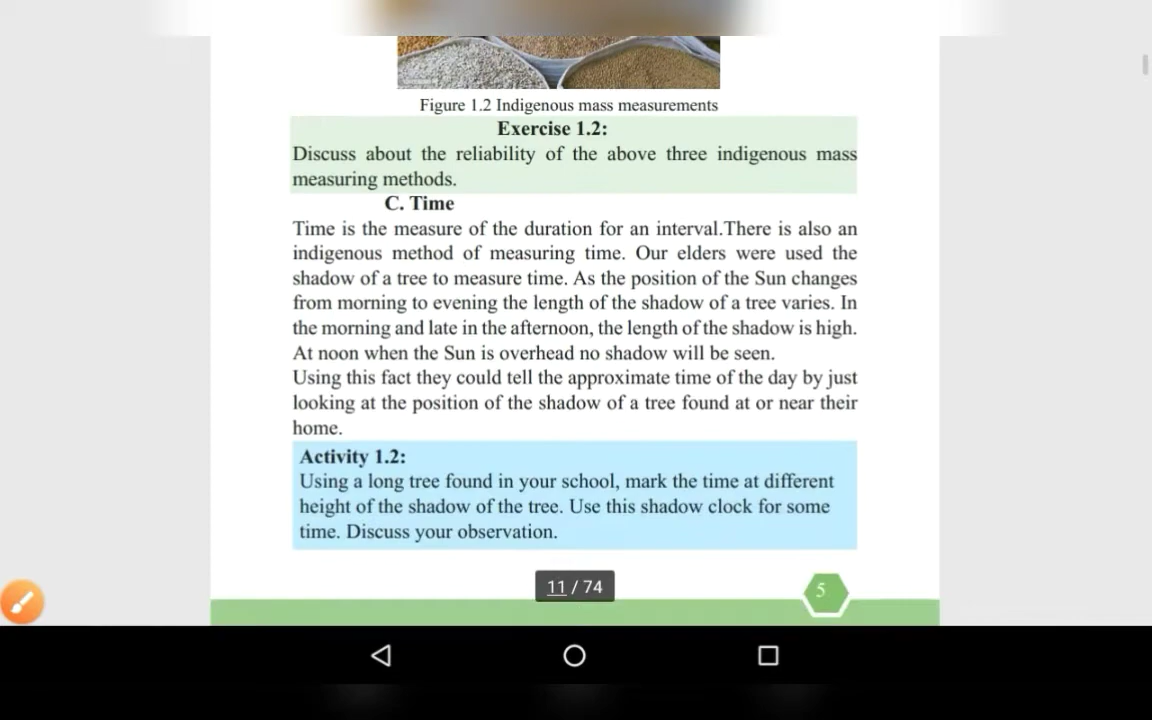 Figure 1.2 Indigenous mass measurements
Exercise 1.2:
Discuss about the reliability of the above three indigenous mass
measuring methods.
C. Time
Time is the measure of the duration for an interval.There is also an
indigenous method of measuring time. Our elders were used the
shadow of a tree to measure time. As the position of the Sun changes
from morning to evening the length of the shadow of a tree varies. In
the morning and late in the afternoon, the length of the shadow is high.
At noon when the Sun is overhead no shadow will be seen.
Using this fact they could tell the approximate time of the day by just
looking at the position of the shadow of a tree found at or near their
home.
Activity 1.2:
Using a long tree found in your school, mark the time at different
height of the shadow of the tree. Use this shadow clock for some
time. Discuss your observation.
11 / 74
5